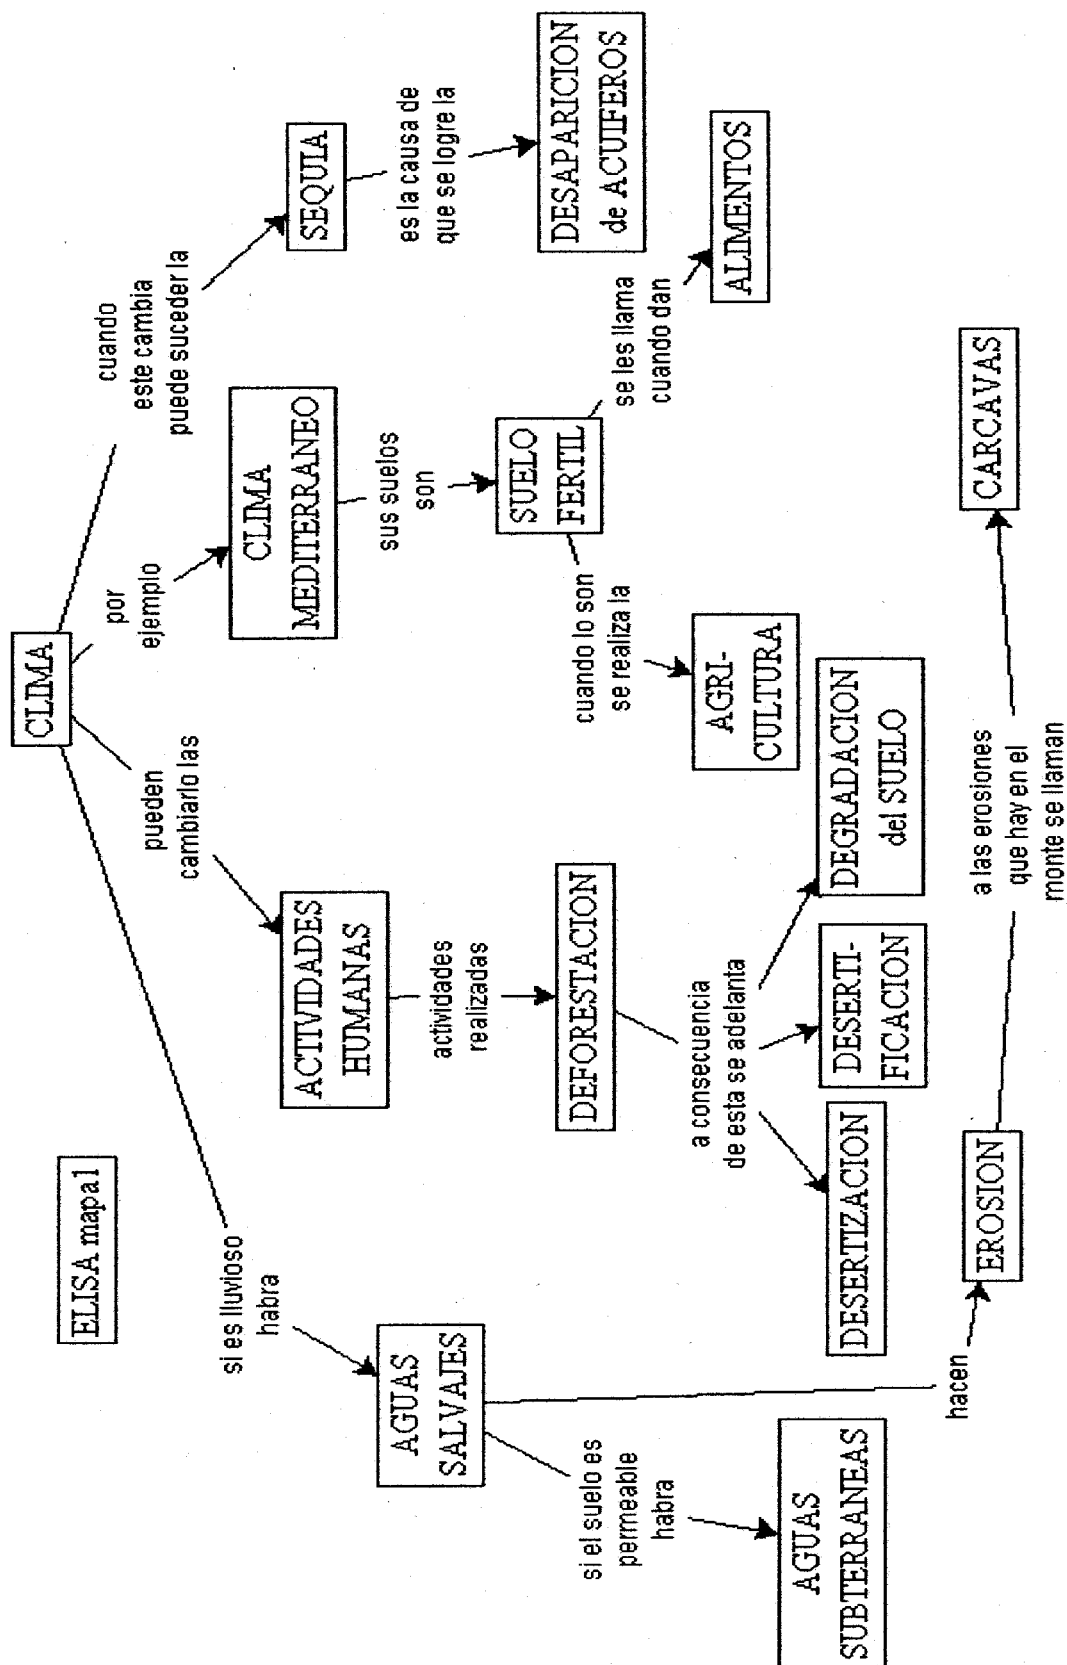 ELISA mapa1
CLIMA
si es lluvioso
habra
pueden
cambiarlo las
por
ejemplo
cuando
este cambia
puede suceder la
AGUAS
SALVAJES
ACTIVIDADES
HUMANAS
CLIMA
MEDITERRANEO
SEQUIA
si el suelo es
permeable
habra
actividades
realizadas
sus suelos
son
es la causa de
que se logre la
DEFORESTACION
SUELO
FERTIL
DESAPARICION
de ACUIFEROS
a consecuencia
de esta se adelanta
cuando lo son
se realiza la
se les llama
cuando dan
AGUAS
SUBTERRANEAS
DESERTIZACION
DESERTI-
FICACION
DEGRADACION
del SUELO
AGRI-
CULTURA
ALIMENTOS
hacen
EROSION
a las erosiones
que hay en el
monte se llaman
CARCAVAS